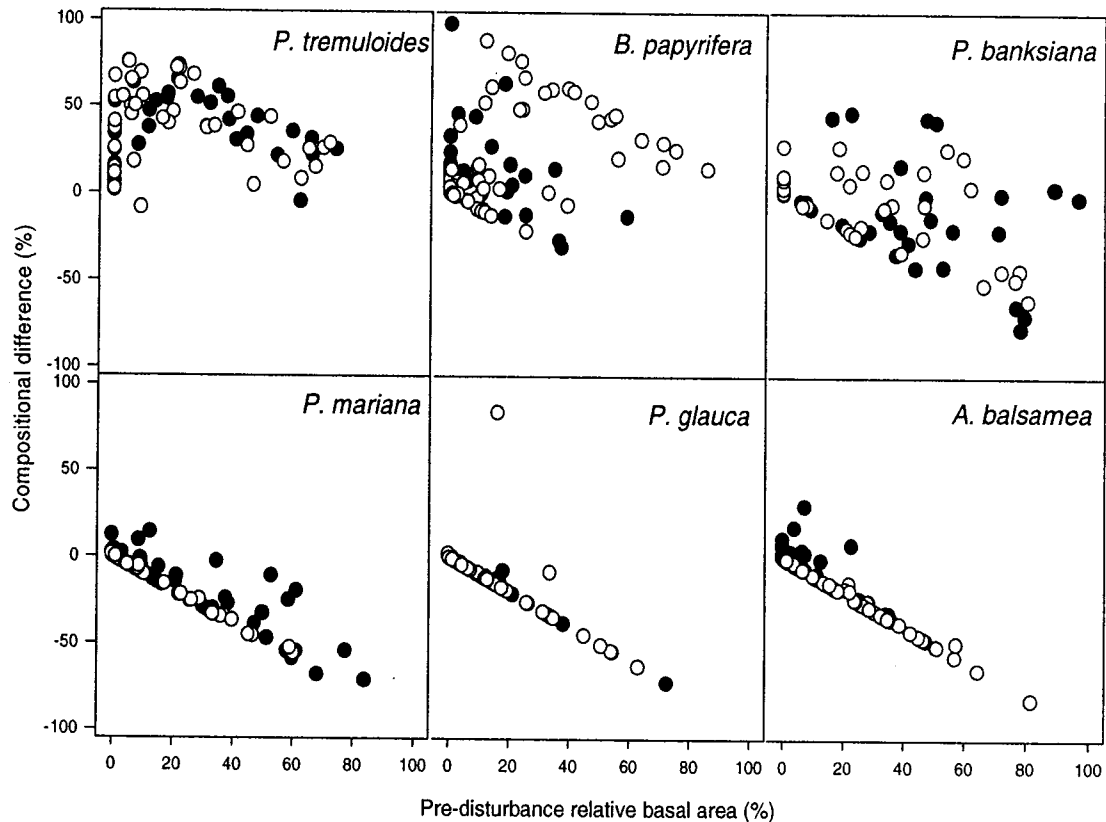 P. tremuloides
B. papyrifera
P. banksiana
100
50
0
-50
-100
Compositional difference (%)
P. mariana
P. glauca
A. balsamea
100
50
0
-50
-100
0 20 40 60 80 100
0 20 40 60 80 100
0 20 40 60 80 100
Pre-disturbance relative basal area (%)